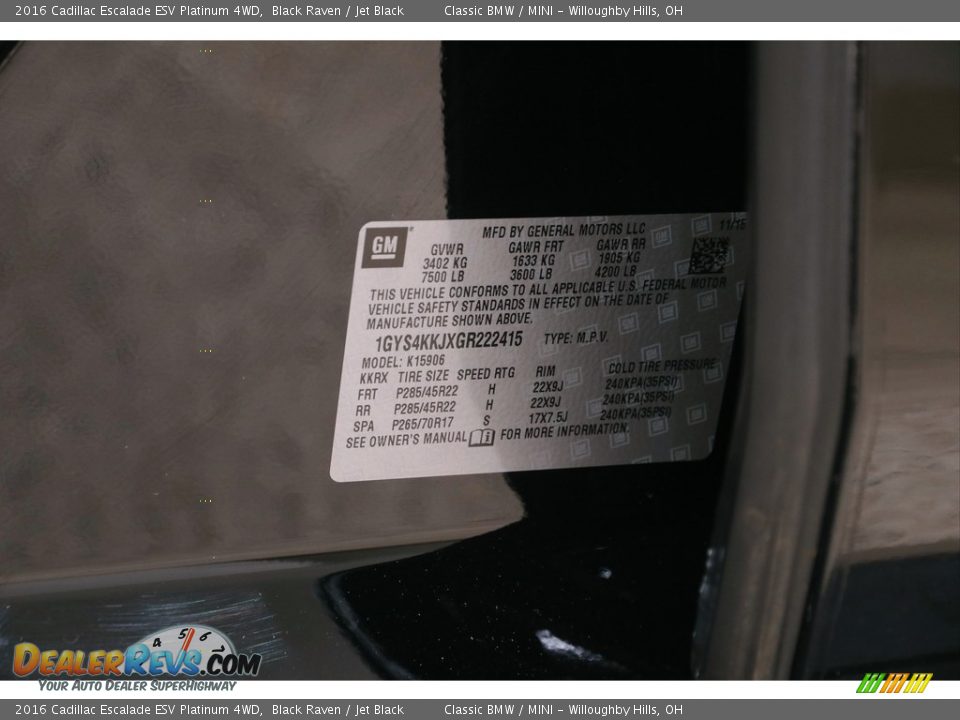 2016 Cadillac Escalade ESV Platinum 4WD, Black Raven / Jet Black Classic BMW / MINI - Willoughby Hills, OH
GM
MFD BY GENERAL MOTORS LLC 11/15
GVWR GAWR FRT GAWR RR
3402 KG 1633 KG 1905 KG
7500 LB 3600 LB 4200 LB
THIS VEHICLE CONFORMS TO ALL APPLICABLE U.S. FEDERAL MOTOR
VEHICLE SAFETY STANDARDS IN EFFECT ON THE DATE OF
MANUFACTURE SHOWN ABOVE.
1GYS4KKJXGR222415 TYPE: M.P.V.
MODEL: K15906
KKRX TIRE SIZE SPEED RTG RIM COLD TIRE PRESSURE
FRT P285/45R22 H 22X9J 240KPA(35PSI)
RR P285/45R22 H 22X9J 240KPA(35PSI)
SPA P265/70R17 S 17X7.5J 240KPA(35PSI)
SEE OWNER'S MANUAL FOR MORE INFORMATION.
4 5 6
DEALERREVS.COM
YOUR AUTO DEALER SUPERHIGHWAY
2016 Cadillac Escalade ESV Platinum 4WD, Black Raven / Jet Black Classic BMW / MINI - Willoughby Hills, OH